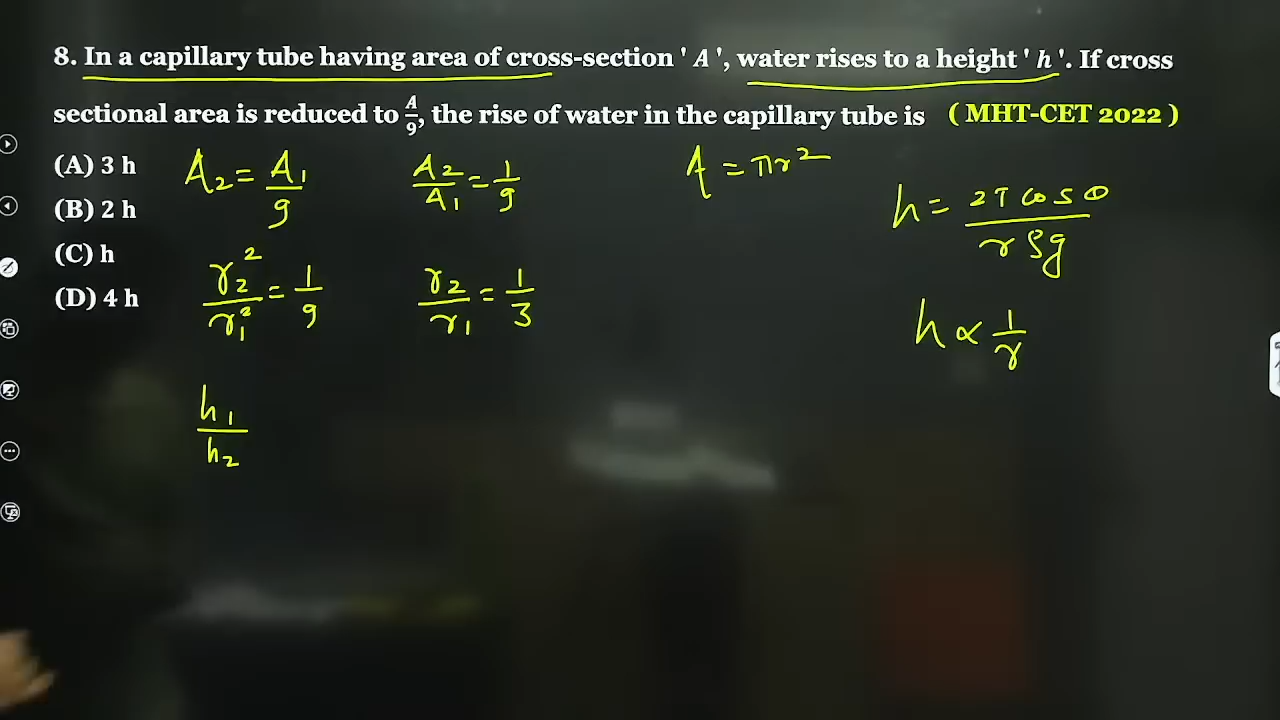 8. In a capillary tube having area of cross-section ' A ', water rises to a height ' h '. If cross
sectional area is reduced to A/9, the rise of water in the capillary tube is ( MHT-CET 2022 )
(A) 3 h
(B) 2 h
(C) h
(D) 4 h
A₂ = A₁/9
A₂/A₁ = 1/9
A = πr²
h = 2T cos θ / r ρg
r₂²/r₁² = 1/9
r₂/r₁ = 1/3
h ∝ 1/r
h₁/h₂